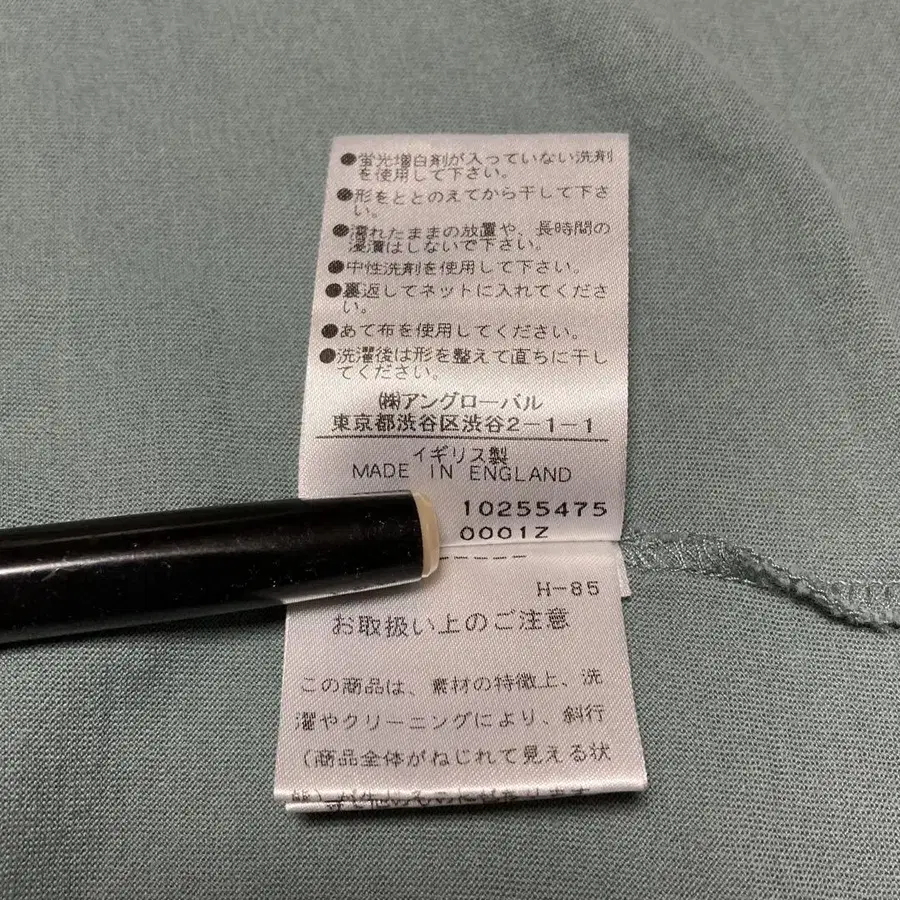 ●蛍光増白剤が入っていない洗剤
を使用して下さい。
●形をととのえてから干して下さ
い。
●濡れたままの放置や、長時間の
浸漬はしないで下さい。
●中性洗剤を使用して下さい。
●裏返してネットに入れてくださ
い。
●あて布を使用してください。
●洗濯後は形を整えて直ちに干し
てください。
㈱アングローバル
東京都渋谷区渋谷2-1-1
イギリス製
MADE IN ENGLAND
10255475
0001Z
H-85
お取扱い上のご注意
この商品は、素材の特徴上、洗
濯やクリーニングにより、斜行
(商品全体がねじれて見える状